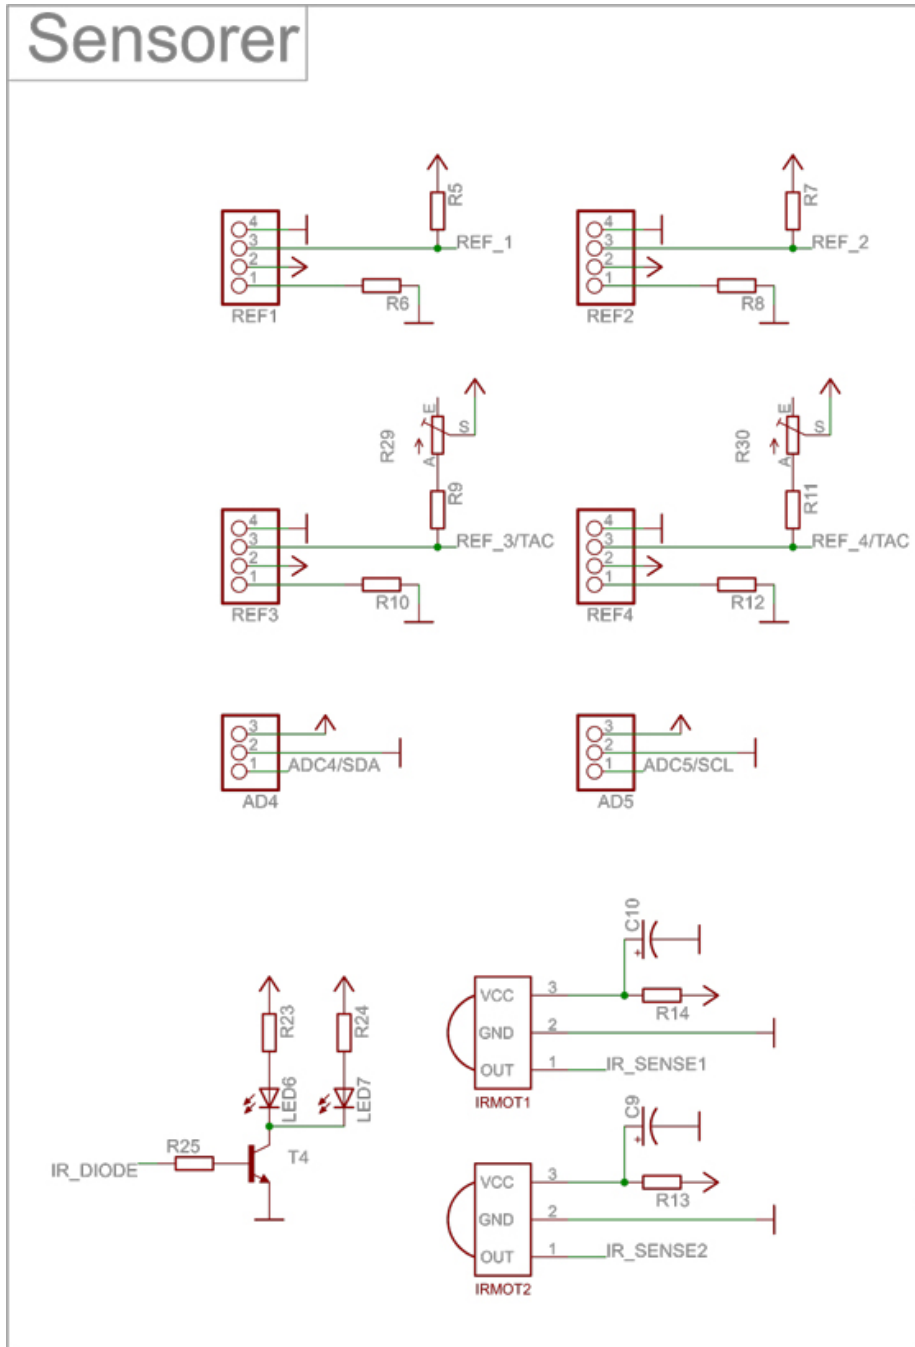 Sensorer
R5
4
3
2
1
REF_1
R6
REF1
R7
4
3
2
1
REF_2
R8
REF2
E
S
A
R29
R9
4
3
2
1
REF_3/TAC
R10
REF3
E
S
A
R30
R11
4
3
2
1
REF_4/TAC
R12
REF4
3
2
1
ADC4/SDA
AD4
3
2
1
ADC5/SCL
AD5
R23
R24
LED6
LED7
R25
IR_DIODE
T4
C10
+
VCC 3
R14
GND 2
OUT 1 IR_SENSE1
IRMOT1
C9
+
VCC 3
R13
GND 2
OUT 1 IR_SENSE2
IRMOT2